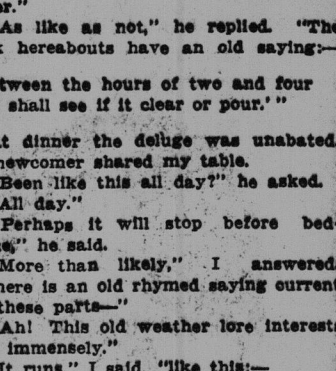 er."
As like as not," he replied. "The
k hereabouts have an old saying:—
tween the hours of two and four
shall see if it clear or pour.' "
t dinner the deluge was unabated
newcomer shared my table.
Been like this all day?" he asked.
All day."
Perhaps it will stop before bed-
e," he said.
More than likely," I answered
here is an old rhymed saying current
these parts—"
Ah! This old weather lore interests
immensely."
It runs," I said, "like this:—